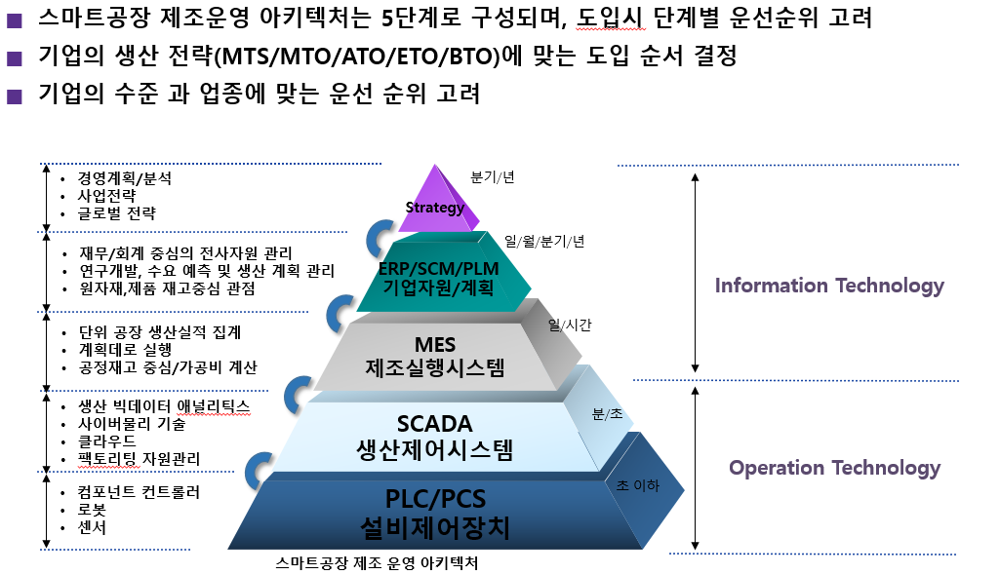 스마트공장 제조운영 아키텍처는 5단계로 구성되며, 도입시 단계별 운선순위 고려
기업의 생산 전략(MTS/MTO/ATO/ETO/BTO)에 맞는 도입 순서 결정
기업의 수준 과 업종에 맞는 운선 순위 고려
• 경영계획/분석
• 사업전략
• 글로벌 전략
Strategy
분기/년
• 재무/회계 중심의 전사자원 관리
• 연구개발, 수요 예측 및 생산 계획 관리
• 원자재,제품 재고중심 관점
ERP/SCM/PLM
기업자원/계획
일/월/분기/년
Information Technology
• 단위 공장 생산실적 집계
• 계획데로 실행
• 공정재고 중심/가공비 계산
MES
제조실행시스템
일/시간
• 생산 빅데이터 애널리틱스
• 사이버물리 기술
• 클라우드
• 팩토리팅 자원관리
SCADA
생산제어시스템
분/초
Operation Technology
• 컴포넌트 컨트롤러
• 로봇
• 센서
PLC/PCS
설비제어장치
초 이하
스마트공장 제조 운영 아키텍처